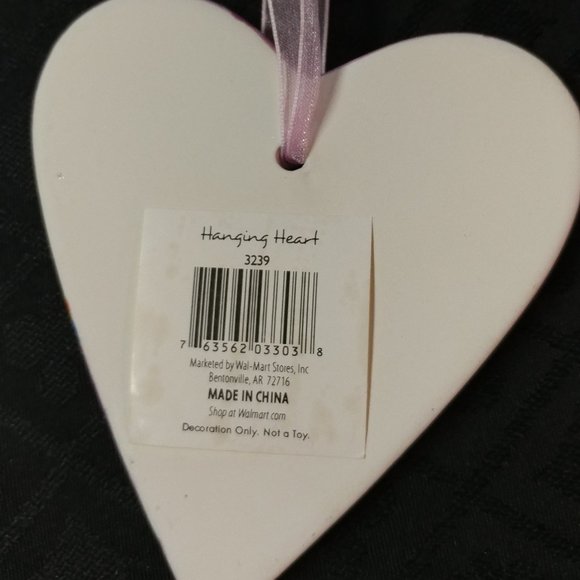 Hanging Heart
3239
7 63562 03303 8
Marketed by Wal-Mart Stores, Inc
Bentonville, AR 72716
MADE IN CHINA
Shop at Walmart.com
Decoration Only. Not a Toy.